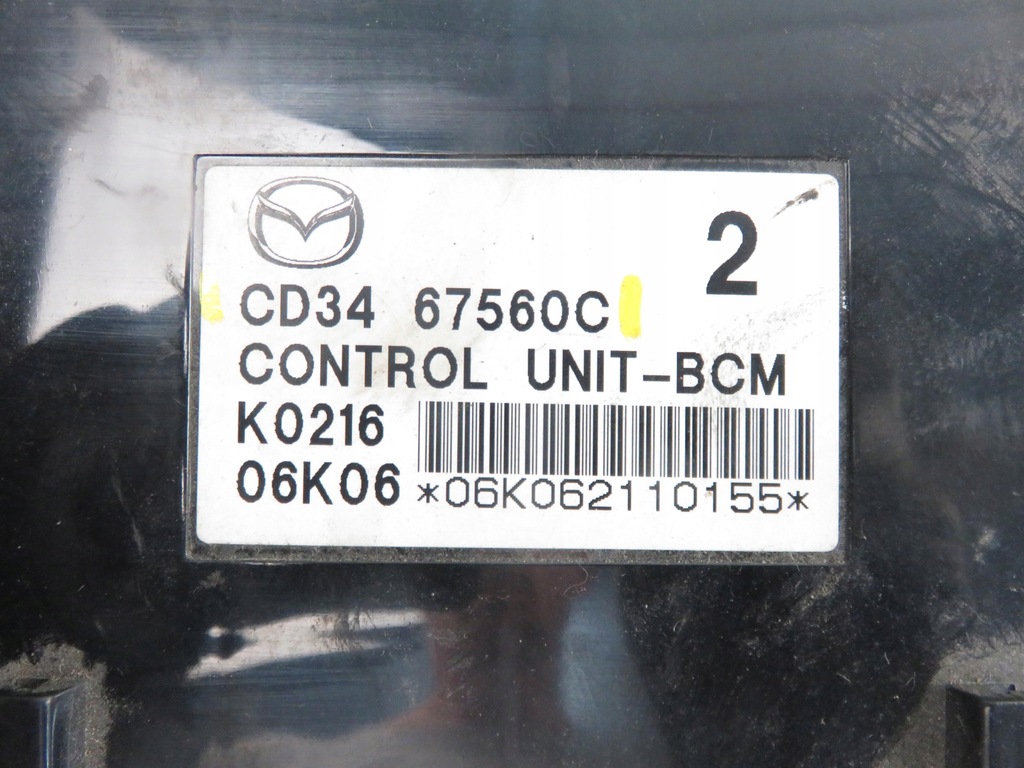 2
CD34 67560C
CONTROL UNIT-BCM
K0216
06K06 *06K062110155*